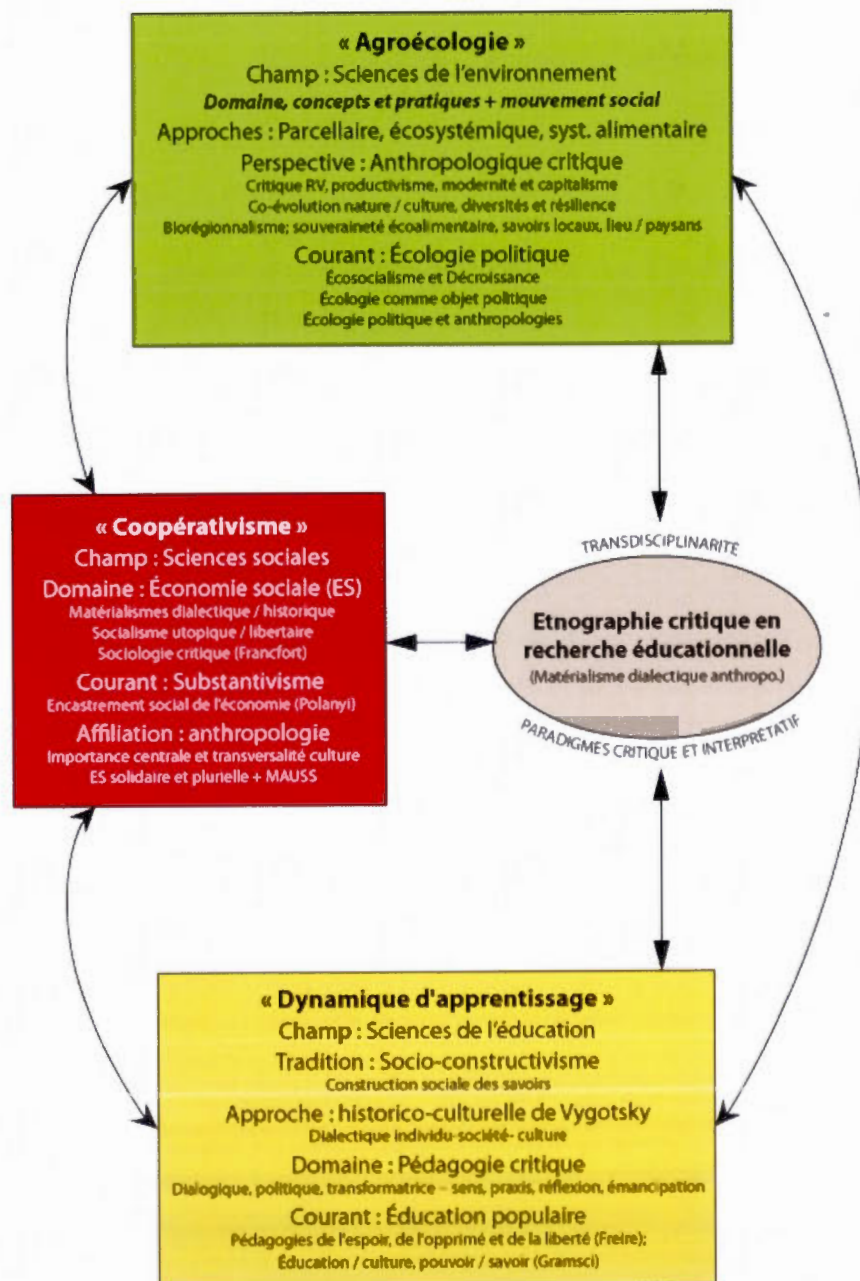 « Agroécologie »
Champ : Sciences de l'environnement
Domaine, concepts et pratiques + mouvement social
Approches : Parcellaire, écosystémique, syst. alimentaire
Perspective : Anthropologique critique
Critique RV, productivisme, modernité et capitalisme
Co-évolution nature / culture, diversités et résilience
Biorégionnalisme; souveraineté écoalimentaire, savoirs locaux, lieu / paysans
Courant : Écologie politique
Écosocialisme et Décroissance
Écologie comme objet politique
Écologie politique et anthropologies
« Coopérativisme »
Champ : Sciences sociales
Domaine : Économie sociale (ES)
Matérialismes dialectique / historique
Socialisme utopique / libertaire
Sociologie critique (Francfort)
Courant : Substantivisme
Encastrement social de l'économie (Polanyi)
Affiliation : anthropologie
Importance centrale et transversalité culture
ES solidaire et plurielle + MAUSS
TRANSDISCIPLINARITÉ
Etnographie critique en
recherche éducationnelle
(Matérialisme dialectique anthropo.)
PARADIGMES CRITIQUE ET INTERPRÉTATIF
« Dynamique d'apprentissage »
Champ : Sciences de l'éducation
Tradition : Socio-constructivisme
Construction sociale des savoirs
Approche : historico-culturelle de Vygotsky
Dialectique individu-société- culture
Domaine : Pédagogie critique
Dialogique, politique, transformatrice – sens, praxis, réflexion, émancipation
Courant : Éducation populaire
Pédagogies de l'espoir, de l'opprimé et de la liberté (Freire);
Éducation / culture, pouvoir / savoir (Gramsci)